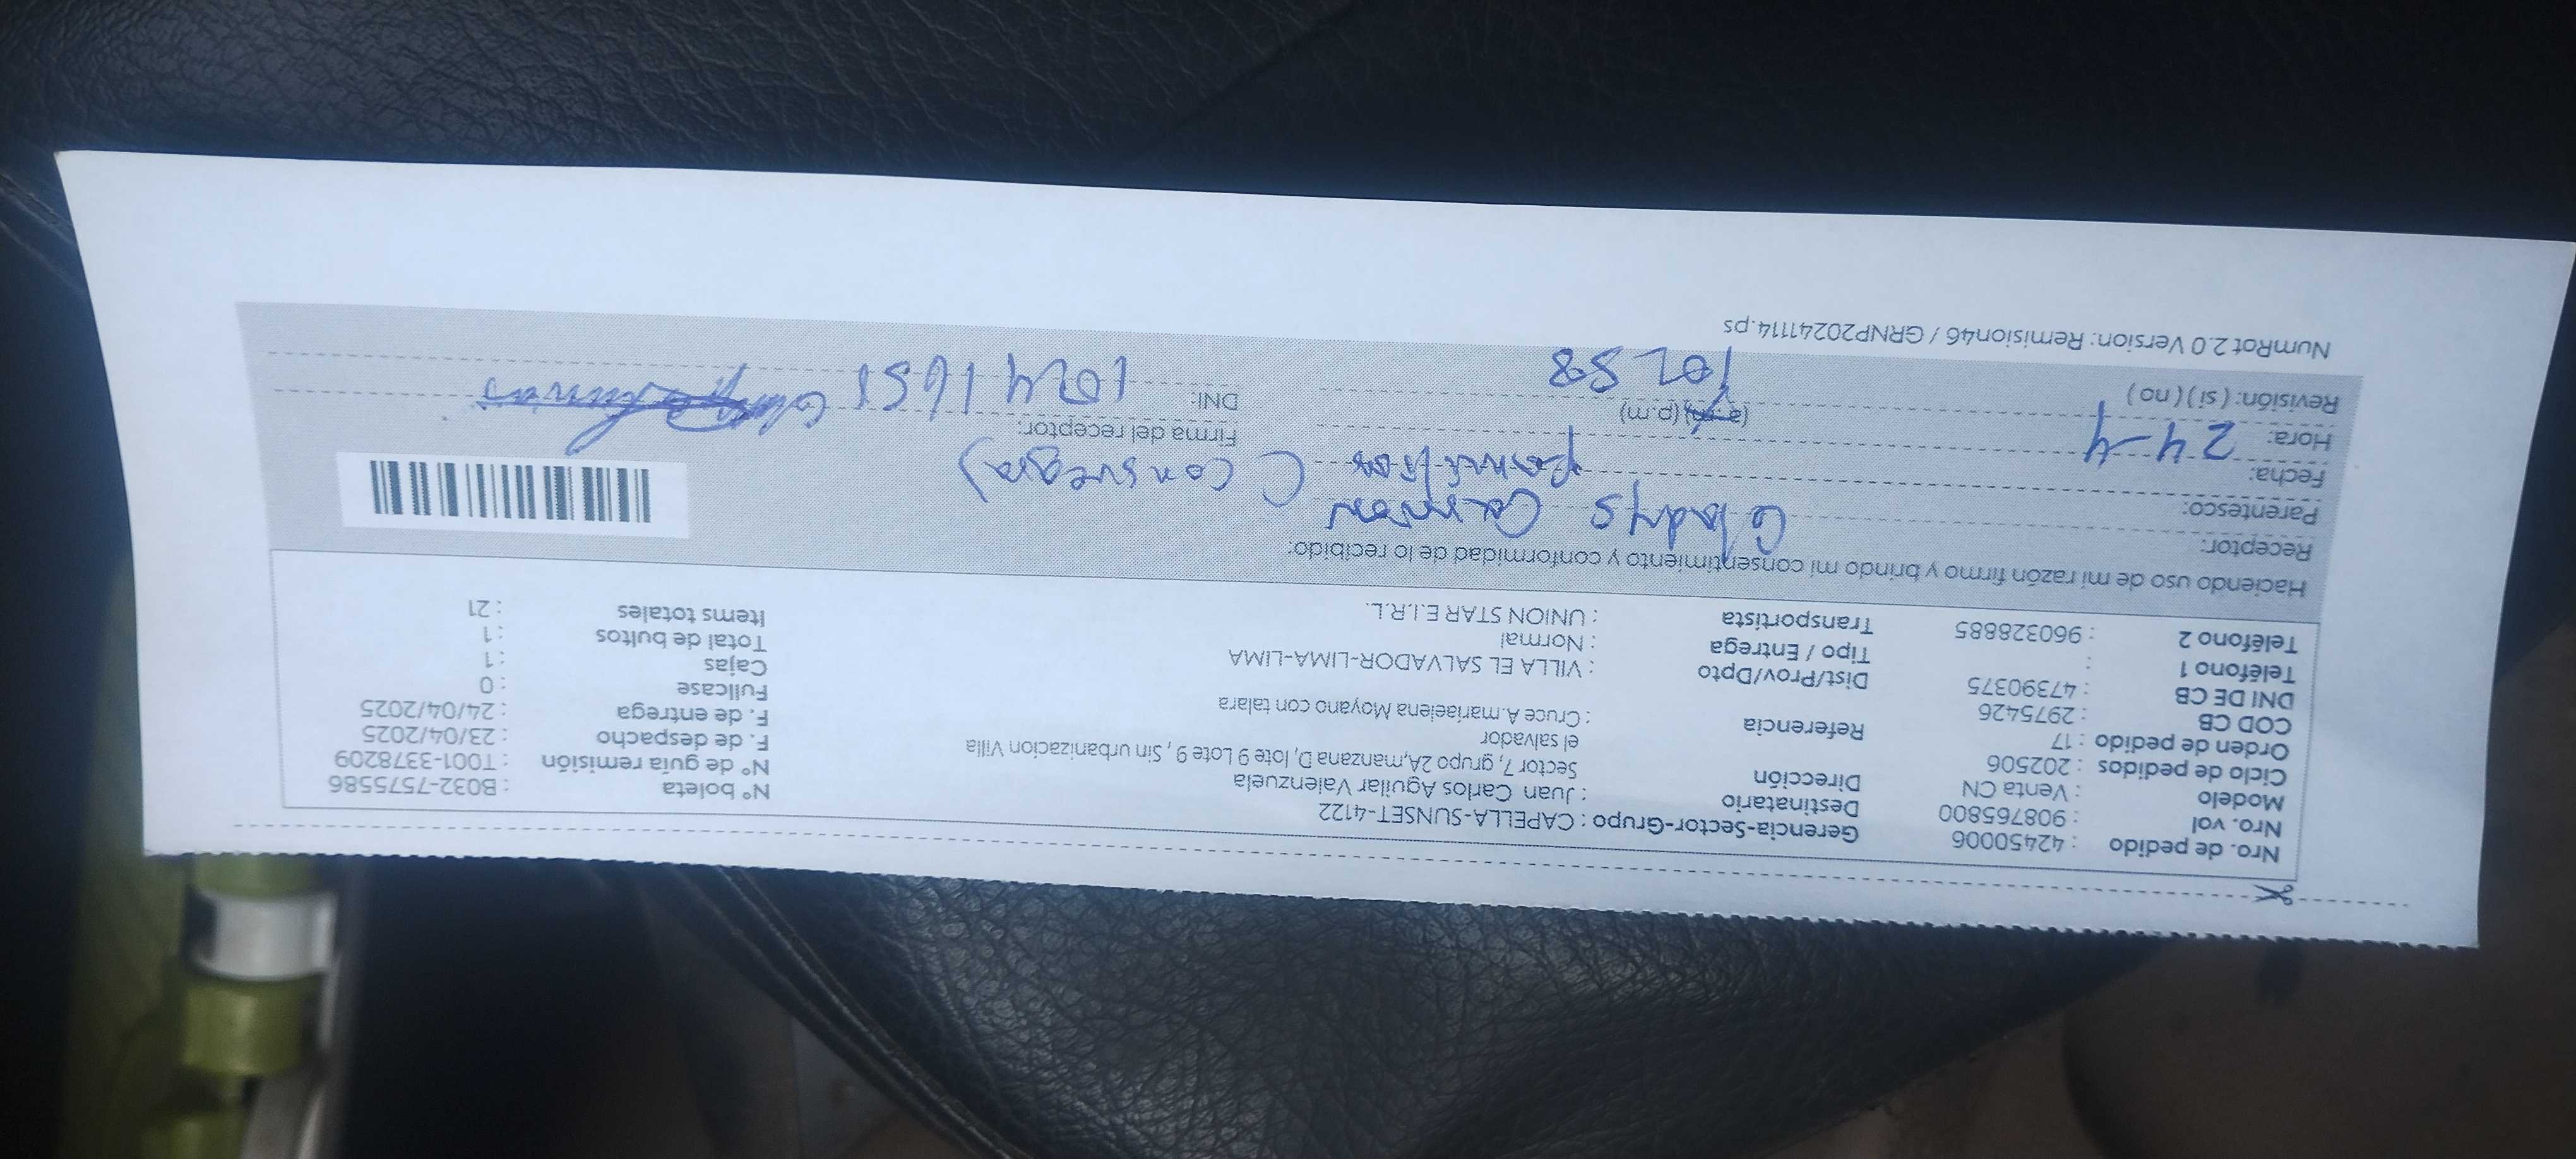 Nro. de pedido : 42450006
Nro. vol : 908765800
Modelo : Venta CN
Ciclo de pedidos : 202506
Orden de pedido : 17
COD CB : 2975426
DNI DE CB : 47390375
Teléfono 1 :
Teléfono 2 : 960328885
Gerencia-Sector-Grupo : CAPELLA-SUNSET-4122
Destinatario : Juan Carlos Aguilar Valenzuela
Dirección : Sector 7, grupo 2A,manzana D, lote 9 Lote 9 , Sin urbanizacion Villa
el salvador
Referencia : Cruce A.mariaelena Moyano con talara
Dist/Prov/Dpto : VILLA EL SALVADOR-LIMA-LIMA
Tipo / Entrega : Normal
Transportista : UNION STAR E.I.R.L.
N° boleta : B032-7575586
N° de guía remisión : T001-3378209
F. de despacho : 23/04/2025
F. de entrega : 24/04/2025
Fullcase : 0
Cajas : 1
Total de bultos : 1
Items totales : 21
Haciendo uso de mi razón firmo y brindo mi consentimiento y conformidad de lo recibido:
Receptor: Gladys
Parentesco: (Consuegra)
Fecha: 24-4
Hora: (a.m) (p.m)
Revisión: ( si ) ( no )
Firma del receptor:
DNI: 10241651
NumRot 2.0 Version: Remision46 / GRNP20241114.ps